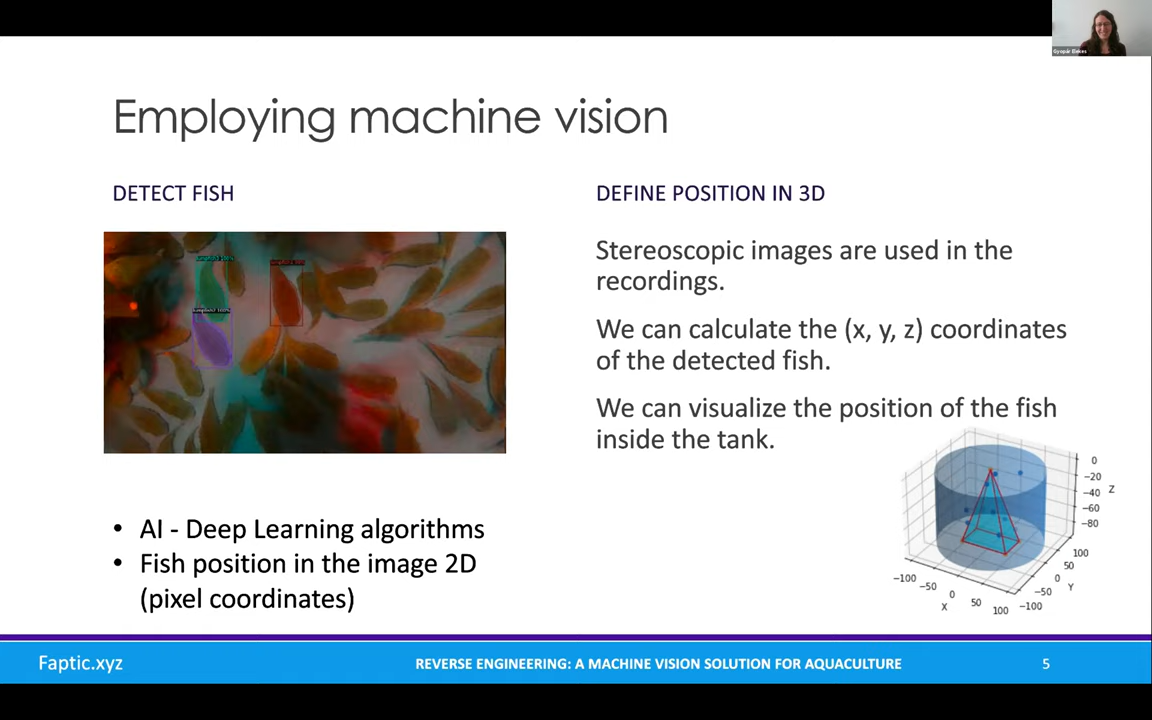 Gyopár Elekes
Employing machine vision
DETECT FISH
DEFINE POSITION IN 3D
Stereoscopic images are used in the
recordings.
We can calculate the (x, y, z) coordinates
of the detected fish.
We can visualize the position of the fish
inside the tank.
0
−20
−40
−60
−80
Z
100
50
0
−50
−100
Y
−100
−50
0
50
100
X
• AI - Deep Learning algorithms
• Fish position in the image 2D
(pixel coordinates)
Faptic.xyz
REVERSE ENGINEERING: A MACHINE VISION SOLUTION FOR AQUACULTURE
5